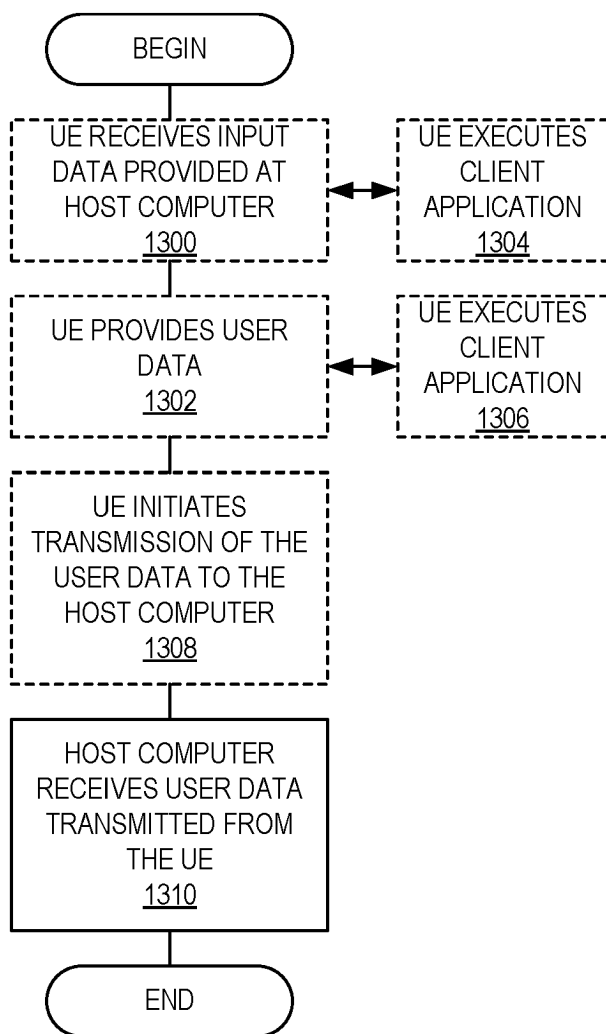 BEGIN
UE RECEIVES INPUT
DATA PROVIDED AT
HOST COMPUTER
1300
UE EXECUTES
CLIENT
APPLICATION
1304
UE PROVIDES USER
DATA
1302
UE EXECUTES
CLIENT
APPLICATION
1306
UE INITIATES
TRANSMISSION OF THE
USER DATA TO THE
HOST COMPUTER
1308
HOST COMPUTER
RECEIVES USER DATA
TRANSMITTED FROM
THE UE
1310
END